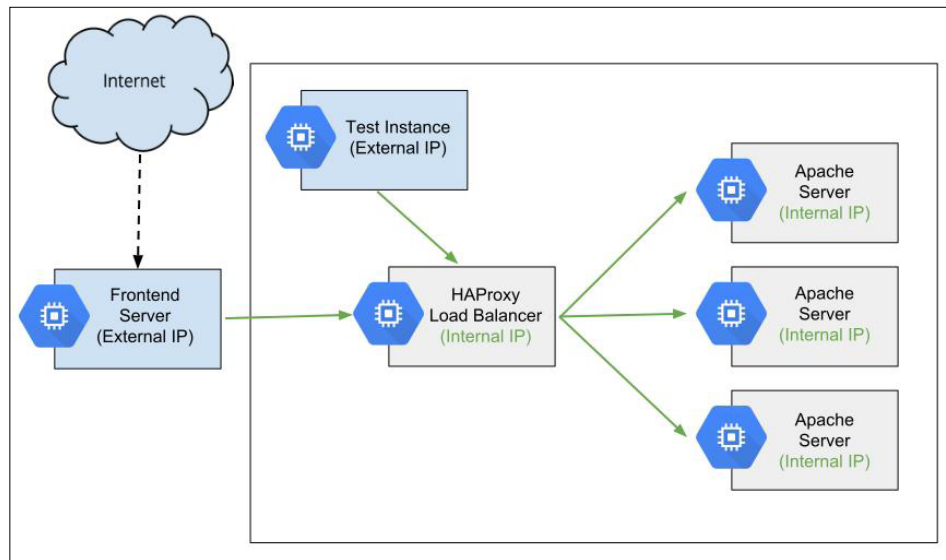 Internet
Test Instance
(External IP)
Apache
Server
(Internal IP)
Frontend
Server
(External IP)
HAProxy
Load Balancer
(Internal IP)
Apache
Server
(Internal IP)
Apache
Server
(Internal IP)